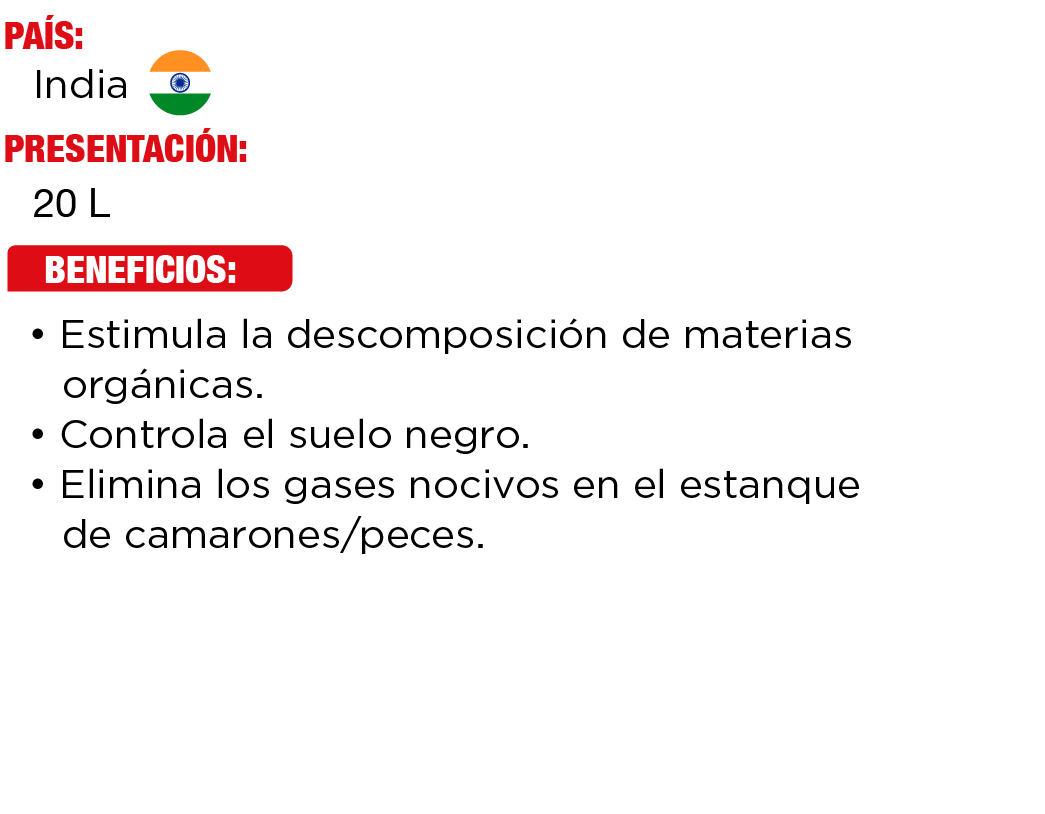 PAÍS:
India
PRESENTACIÓN:
20 L
BENEFICIOS:
• Estimula la descomposición de materias
orgánicas.
• Controla el suelo negro.
• Elimina los gases nocivos en el estanque
de camarones/peces.